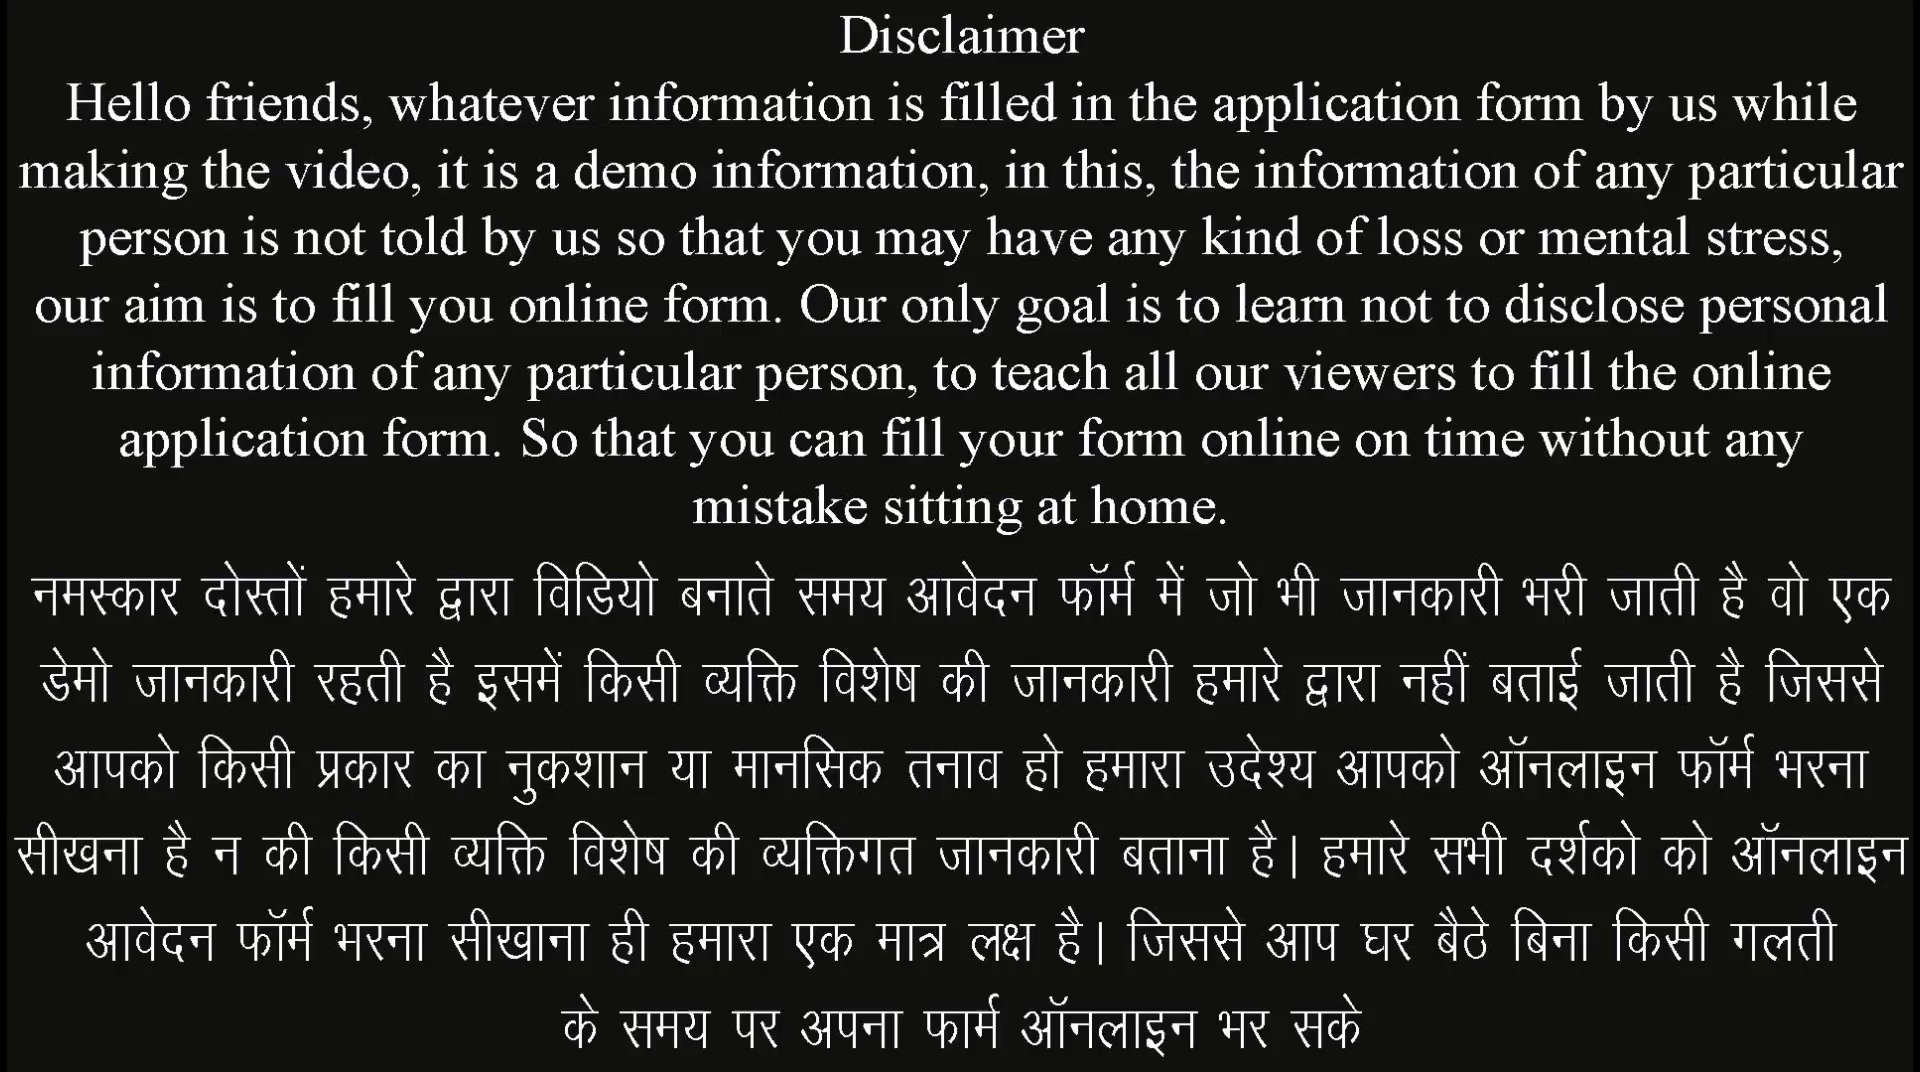 Disclaimer
Hello friends, whatever information is filled in the application form by us while
making the video, it is a demo information, in this, the information of any particular
person is not told by us so that you may have any kind of loss or mental stress,
our aim is to fill you online form. Our only goal is to learn not to disclose personal
information of any particular person, to teach all our viewers to fill the online
application form. So that you can fill your form online on time without any
mistake sitting at home.
नमस्कार दोस्तों हमारे द्वारा विडियो बनाते समय आवेदन फॉर्म में जो भी जानकारी भरी जाती है वो एक
डेमो जानकारी रहती है इसमें किसी व्यक्ति विशेष की जानकारी हमारे द्वारा नहीं बताई जाती है जिससे
आपको किसी प्रकार का नुकशान या मानसिक तनाव हो हमारा उदेश्य आपको ऑनलाइन फॉर्म भरना
सीखना है न की किसी व्यक्ति विशेष की व्यक्तिगत जानकारी बताना है। हमारे सभी दर्शको को ऑनलाइन
आवेदन फॉर्म भरना सीखाना ही हमारा एक मात्र लक्ष है। जिससे आप घर बैठे बिना किसी गलती
के समय पर अपना फार्म ऑनलाइन भर सके